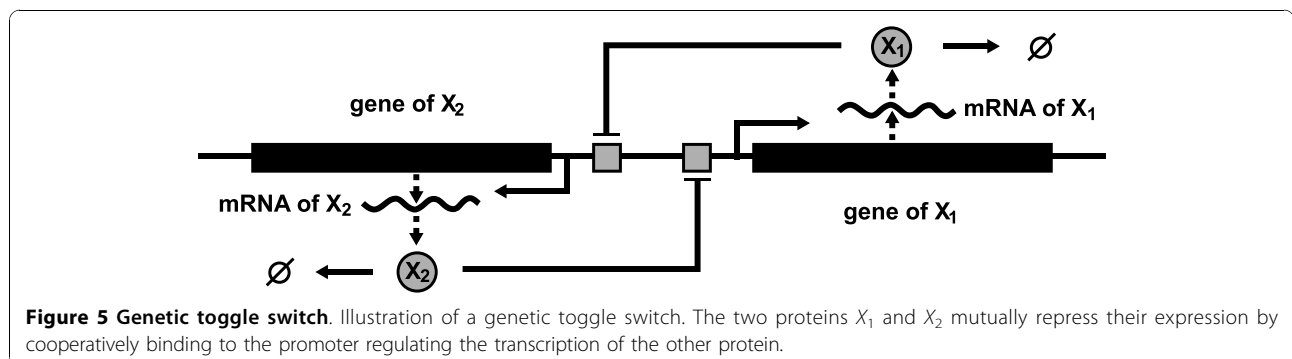 X1
∅
gene of X2
mRNA of X1
mRNA of X2
gene of X1
∅
X2
Figure 5 Genetic toggle switch. Illustration of a genetic toggle switch. The two proteins X1 and X2 mutually repress their expression by
cooperatively binding to the promoter regulating the transcription of the other protein.